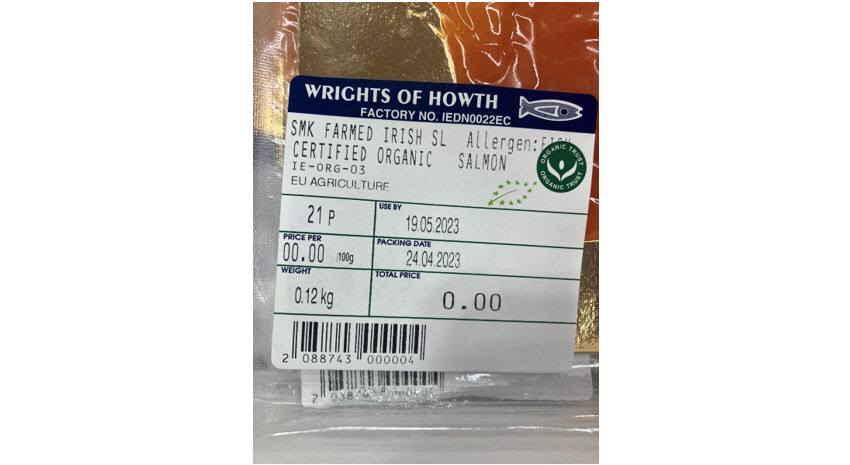 WRIGHTS OF HOWTH
FACTORY NO. IEDN0022EC
SMK FARMED IRISH SL Allergen:
CERTIFIED ORGANIC SALMON
IE-ORG-03
EU AGRICULTURE
ORGANIC TRUST
ORGANIC TRUST
21 P
USE BY
19.05.2023
PRICE PER
00.00 /100g
PACKING DATE
24.04.2023
WEIGHT
0.12 kg
TOTAL PRICE
0.00
2 088743 000004